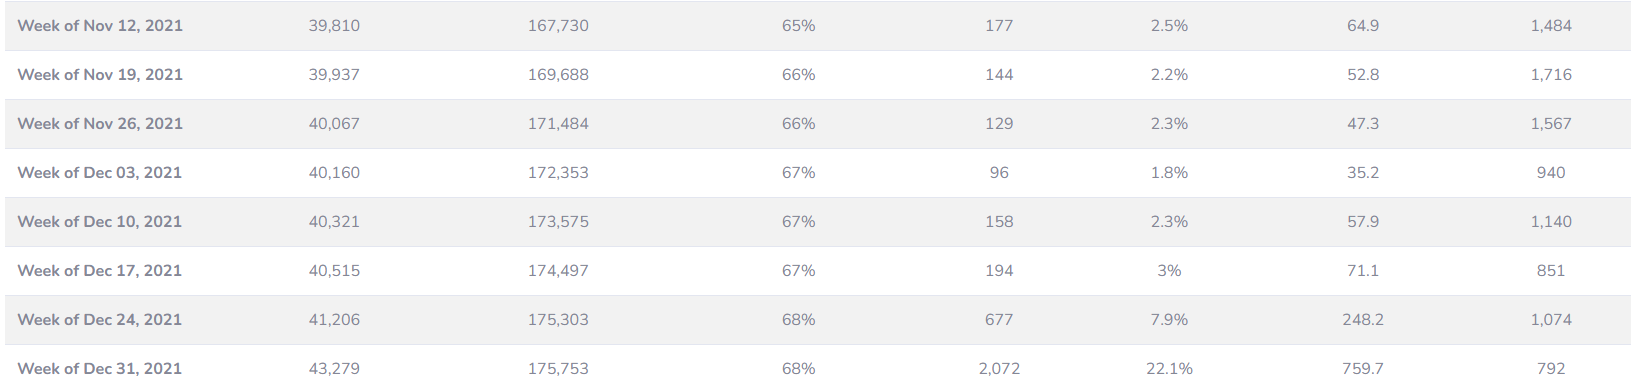 Week of Nov 12, 2021 39,810 167,730 65% 177 2.5% 64.9 1,484
Week of Nov 19, 2021 39,937 169,688 66% 144 2.2% 52.8 1,716
Week of Nov 26, 2021 40,067 171,484 66% 129 2.3% 47.3 1,567
Week of Dec 03, 2021 40,160 172,353 67% 96 1.8% 35.2 940
Week of Dec 10, 2021 40,321 173,575 67% 158 2.3% 57.9 1,140
Week of Dec 17, 2021 40,515 174,497 67% 194 3% 71.1 851
Week of Dec 24, 2021 41,206 175,303 68% 677 7.9% 248.2 1,074
Week of Dec 31, 2021 43,279 175,753 68% 2,072 22.1% 759.7 792